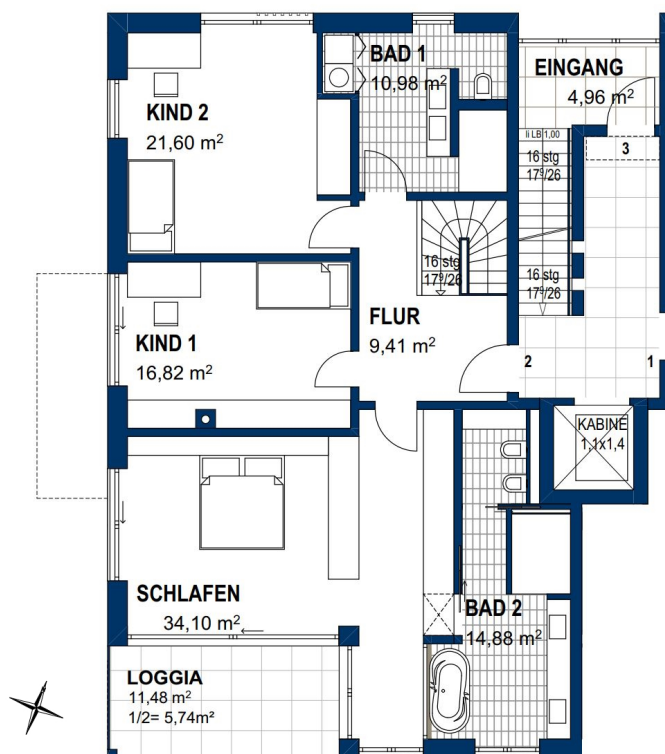 BAD 1
10,98 m²
EINGANG
4,96 m²
KIND 2
21,60 m²
li LB 1,00
16 stg
17⁹/26
3
16 stg
17⁹/26
16 stg
17⁹/26
FLUR
9,41 m²
KIND 1
16,82 m²
2
1
KABINE
1,1x1,4
SCHLAFEN
34,10 m²
BAD 2
14,88 m²
LOGGIA
11,48 m²
1/2= 5,74m²